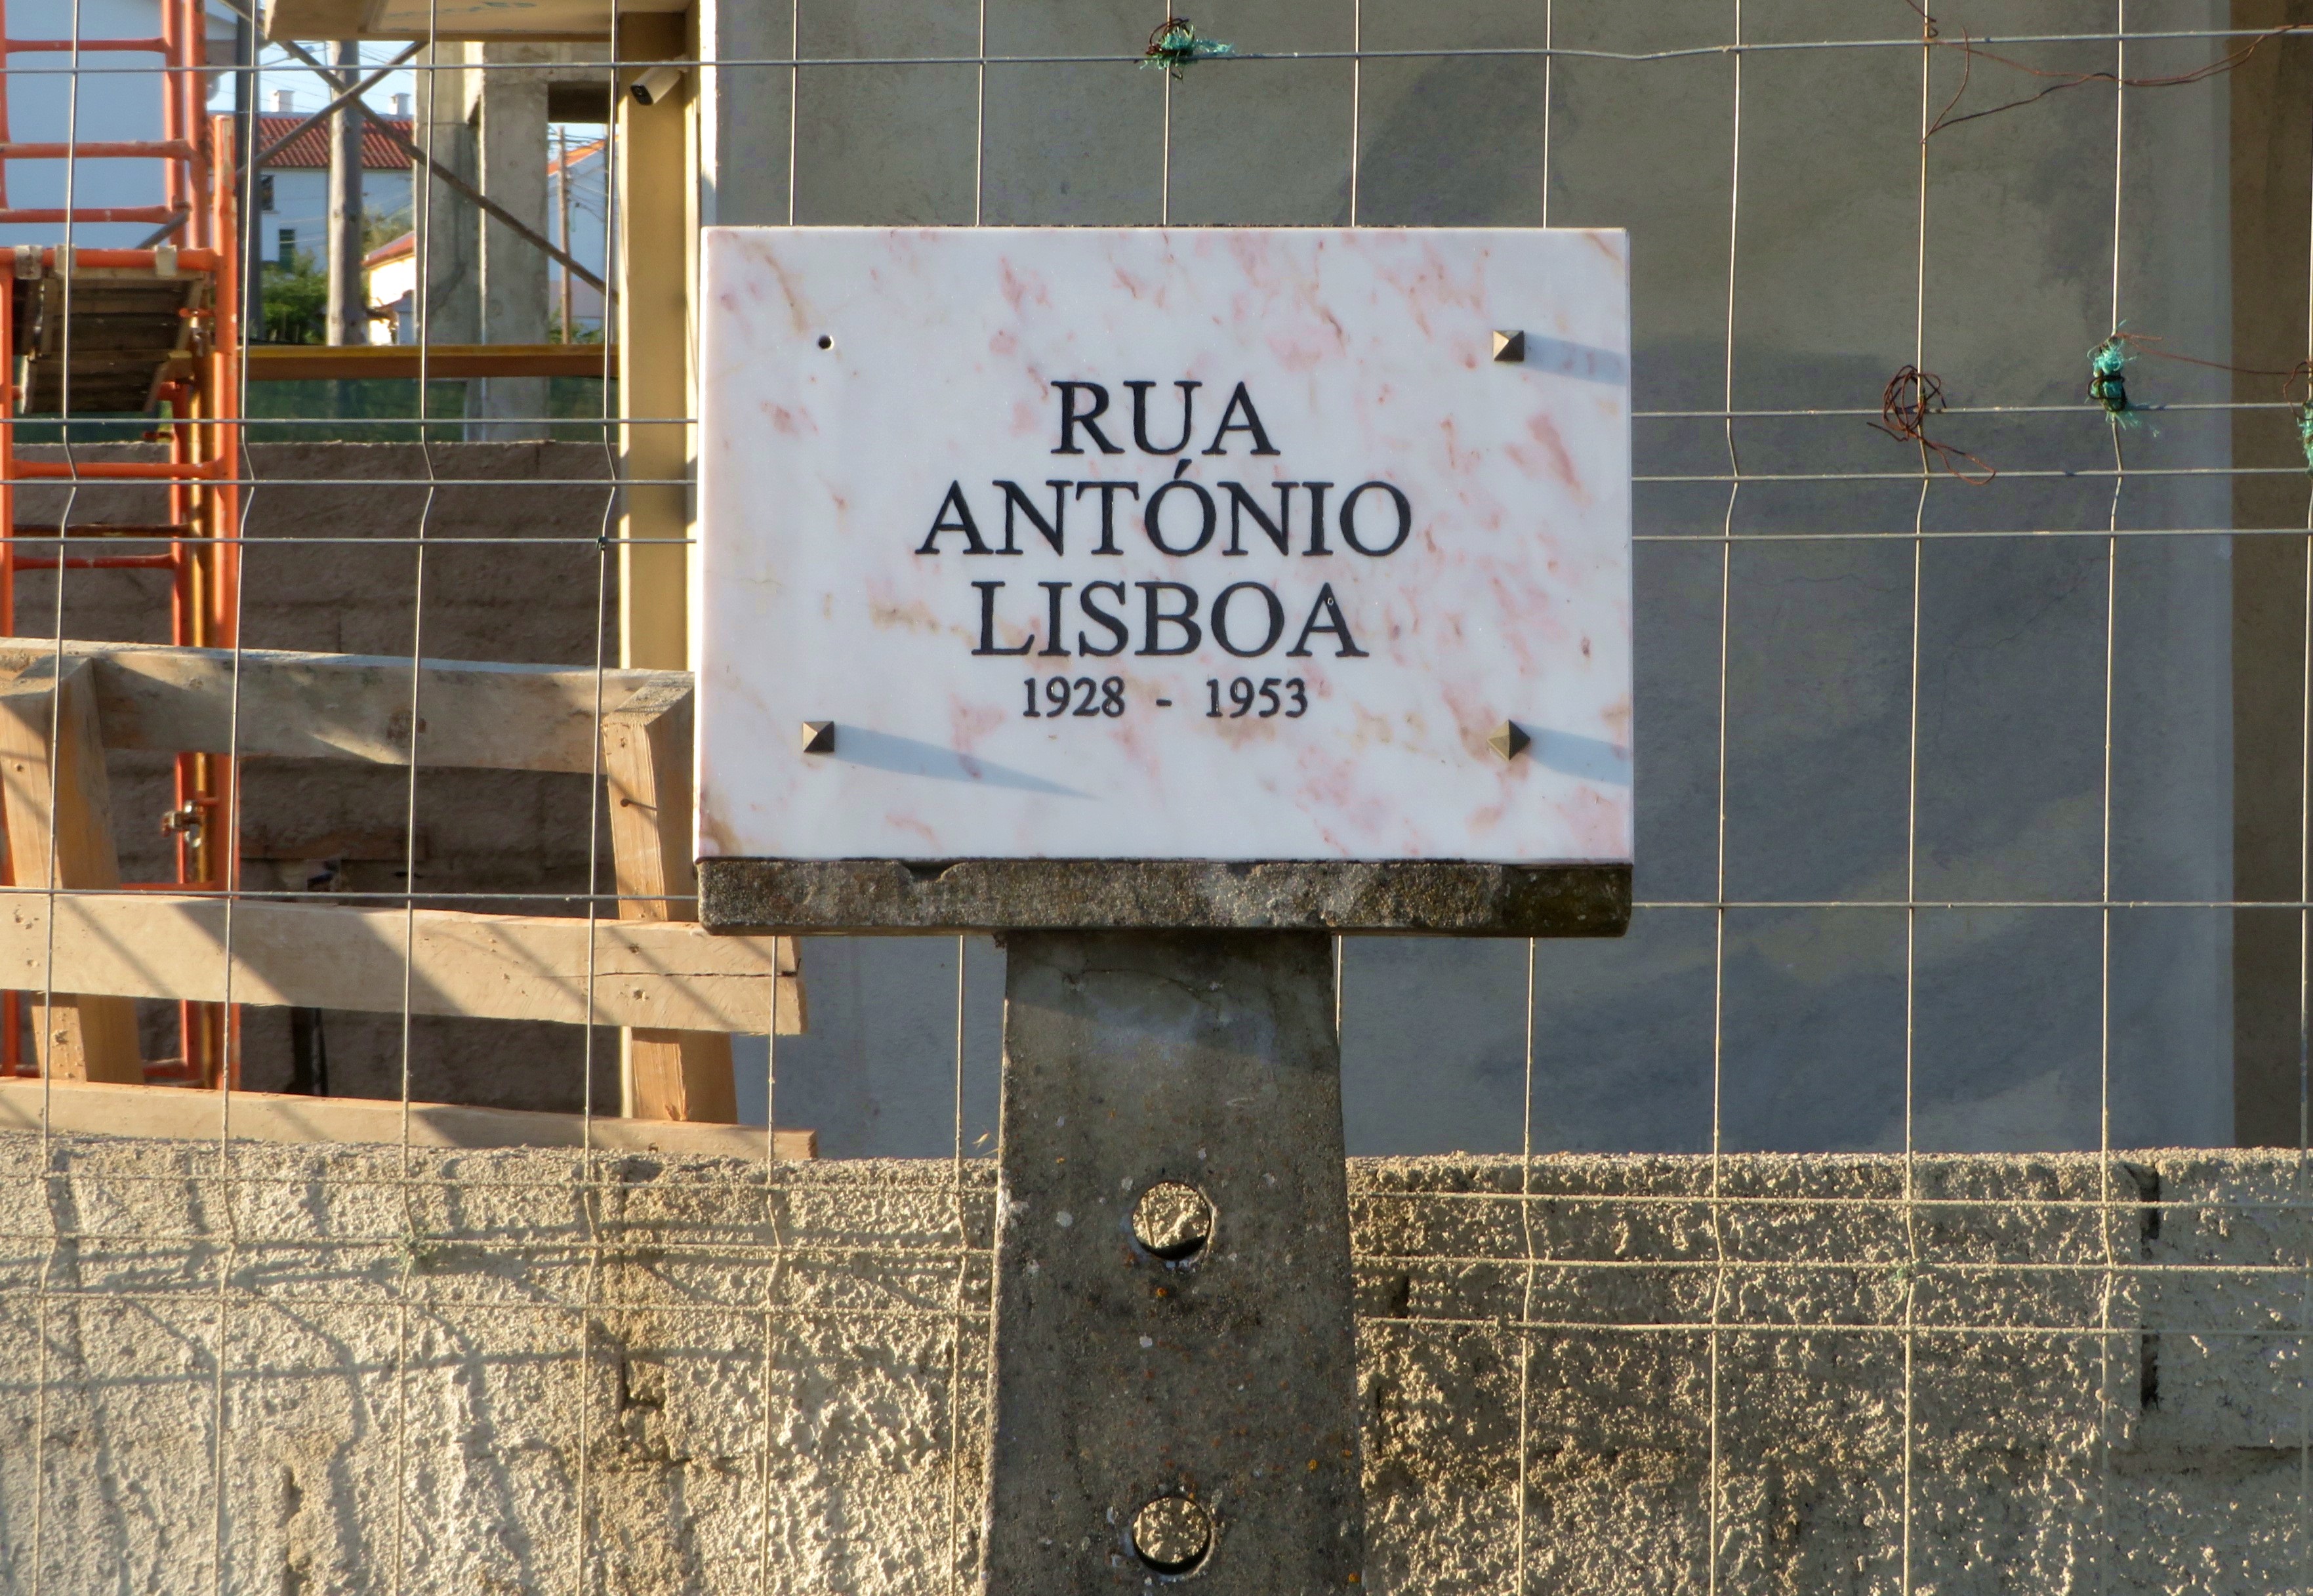 RUA
ANTÓNIO
LISBOA
1928 - 1953